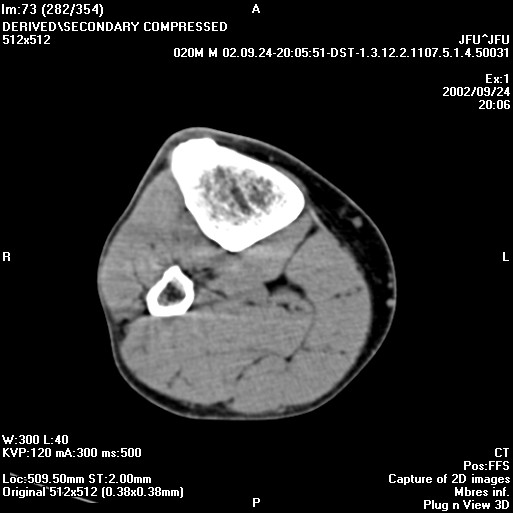 Im:73 (282/354)
A
DERIVED\SECONDARY COMPRESSED
512x512
JFU^JFU
020M M 02.09.24-20:05:51-DST-1.3.12.2.1107.5.1.4.50031
Ex:1
2002/09/24
20:06
R
L
W:300 L:40
KVP:120 mA:300 ms:500
CT
Pos:FFS
Loc:509.50mm ST:2.00mm
Capture of 2D images
Original 512x512 (0.38x0.38mm)
Mbres inf.
P
Plug n View 3D